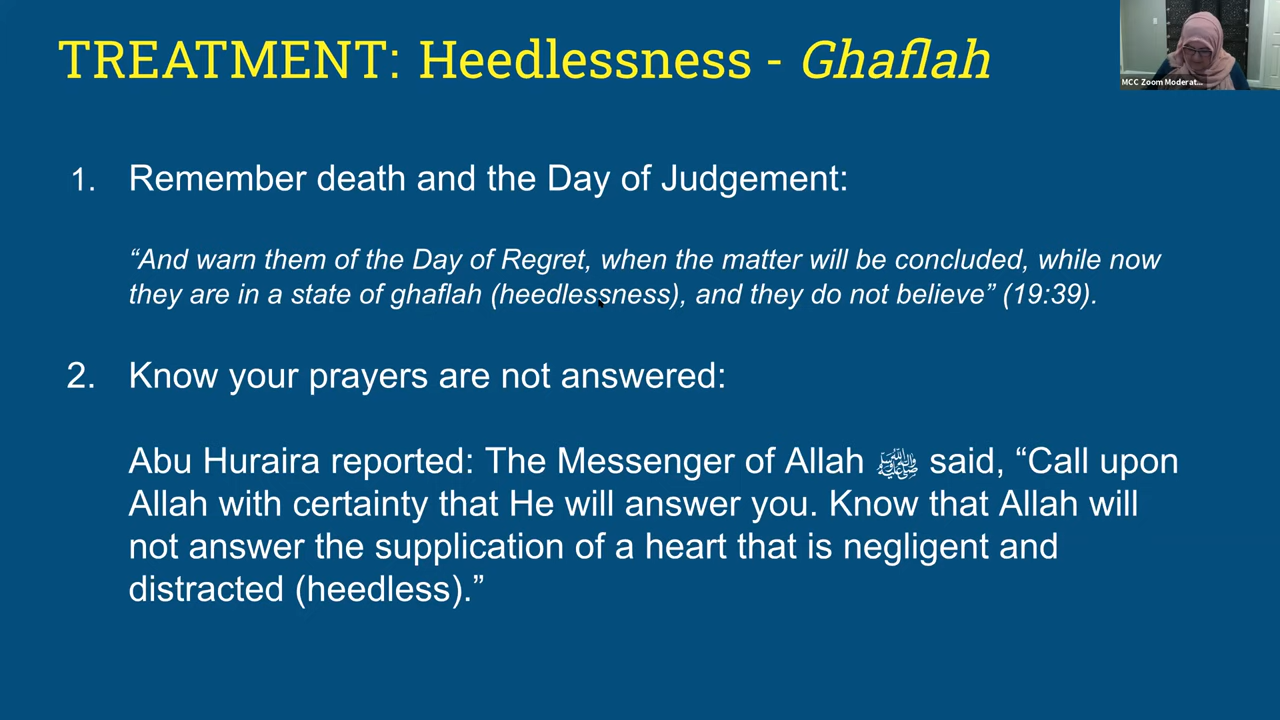 TREATMENT: Heedlessness - Ghaflah
MCC Zoom Moderat...
1. Remember death and the Day of Judgement:
“And warn them of the Day of Regret, when the matter will be concluded, while now
they are in a state of ghaflah (heedlessness), and they do not believe” (19:39).
2. Know your prayers are not answered:
Abu Huraira reported: The Messenger of Allah ﷺ said, “Call upon
Allah with certainty that He will answer you. Know that Allah will
not answer the supplication of a heart that is negligent and
distracted (heedless).”